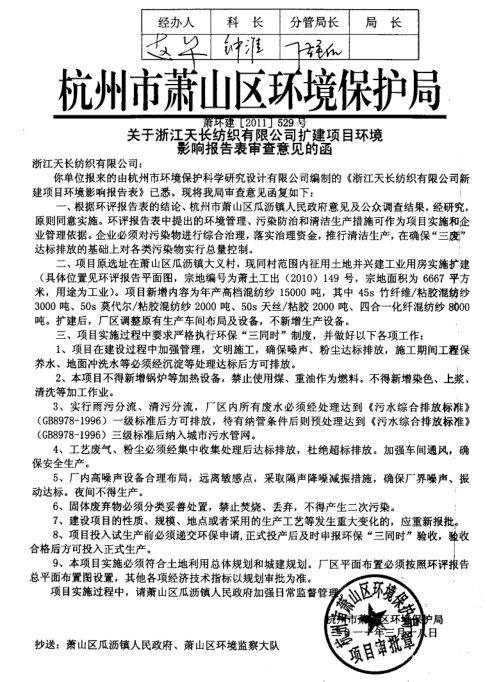 经办人 科 长 分管局长 局 长
杭州市萧山区环境保护局
萧环建［2011］529号
关于浙江天长纺织有限公司扩建项目环境
影响报告表审查意见的函
浙江天长纺织有限公司：
你单位报来的由杭州市环境保护科学研究设计有限公司编制的《浙江天长纺织有限公司新
建项目环境影响报告表》已悉。现将我局审查意见函复如下：
一、根据环评报告表的结论、杭州市萧山区瓜沥镇人民政府意见及公众调查结果，经研究，
原则同意实施。环评报告表中提出的环境管理、污染防治和清洁生产措施可作为项目实施和企
业管理依据。企业必须对污染物进行综合治理，落实治理资金，推行清洁生产，在确保“三废”
达标排放的基础上对各类污染物实行总量控制。
二、项目原选址在萧山区瓜沥镇大义村，现同村范围内征用土地并兴建工业用房实施扩建
（具体位置见环评报告平面图，宗地编号为萧土工出（2010）149 号，宗地面积为 6667 平方
米，用途为工业）。项目新增内容为年产高档混纺纱 15000 吨，其中 45s 竹纤维/粘胶混纺纱
3000 吨、50s 莫代尔/粘胶混纺纱 2000 吨、50s 天丝/粘胶 2000 吨、四合一化纤混纺纱 8000
吨。扩建后，厂区调整原有生产车间布局及设备，不新增生产设备。
三、项目实施过程中要求严格执行环保“三同时”制度，并做好以下各项工作：
1、项目在建设过程中加强管理，文明施工，确保噪声、粉尘达标排放，施工期间工程保
养水、地面冲洗水等必须经沉淀等处理达标后方可排放。
2、本项目不得新增锅炉等加热设备，禁止使用煤、重油作为燃料。不得新增染色、上浆、
清洗等加工作业。
3、实行雨污分流、清污分流，厂区内所有废水必须经处理达到《污水综合排放标准》
（GB8978-1996）一级标准后方可排放，待有纳管条件后则预处理达到《污水综合排放标准》
（GB8978-1996）三级标准后纳入城市污水管网。
4、工艺废气、粉尘必须经集中收集处理后达标排放，杜绝超标排放。加强车间通风，确
保安全生产。
5、厂内高噪声设备合理布局，远离敏感点，采取隔声降噪减振措施，确保厂界噪声、振
动达标。夜间不得生产。
6、固体废弃物必须分类妥善处置，禁止焚烧、丢弃，不得产生二次污染。
7、建设项目的性质、规模、地点或者采用的生产工艺等发生重大变化的，应重新报批。
8、项目投入试生产前必须递交环保申请，正式投产后及时申报环保“三同时”验收，验收
合格后方可投入正式生产。
9、本项目实施必须符合土地利用总体规划和城建规划。厂区平面布置必须按照环评报告
总平面布置图设置，其他各项经济技术指标以规划审批为准。
项目实施过程中，请萧山区瓜沥镇人民政府加强日常监督管理。
杭州市萧山区环境保护局
二〇一一年三月十八日
项目审批章
抄送：萧山区瓜沥镇人民政府、萧山区环境监察大队